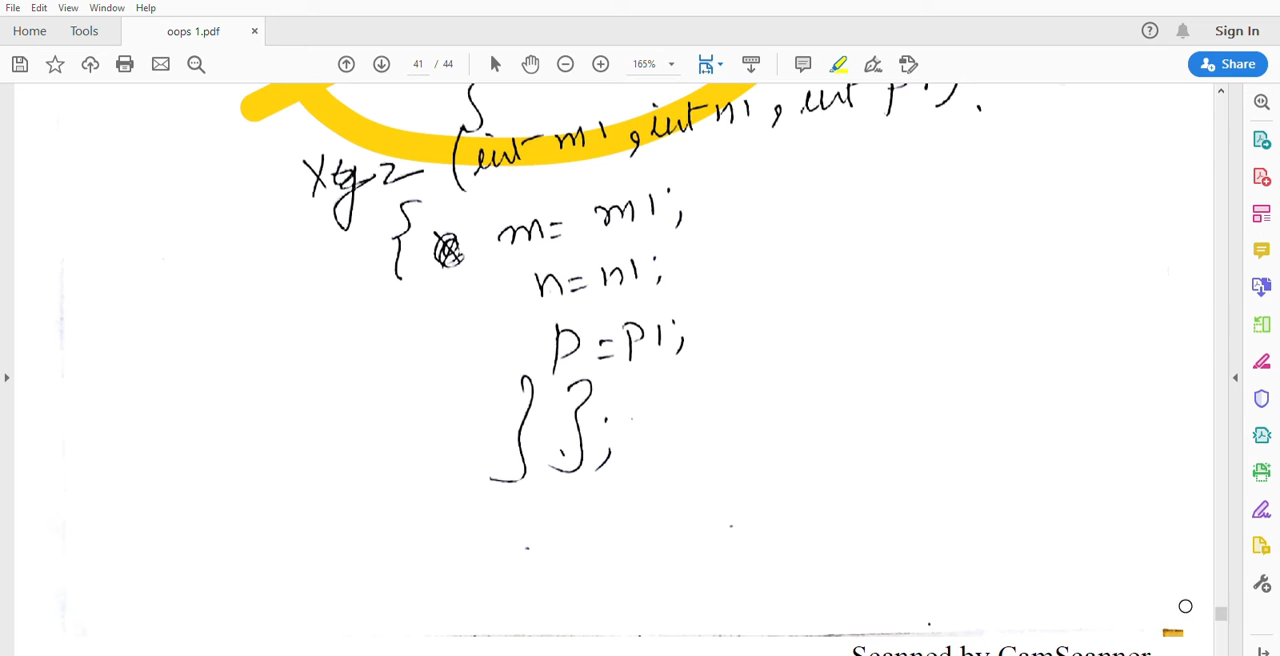 File Edit View Window Help
Home Tools oops 1.pdf × Sign In
41 / 44 165% Share
(int m1, int n1, int p1)
{ m = m1;
n = n1;
p = p1;
} };
Scanned by CamScanner